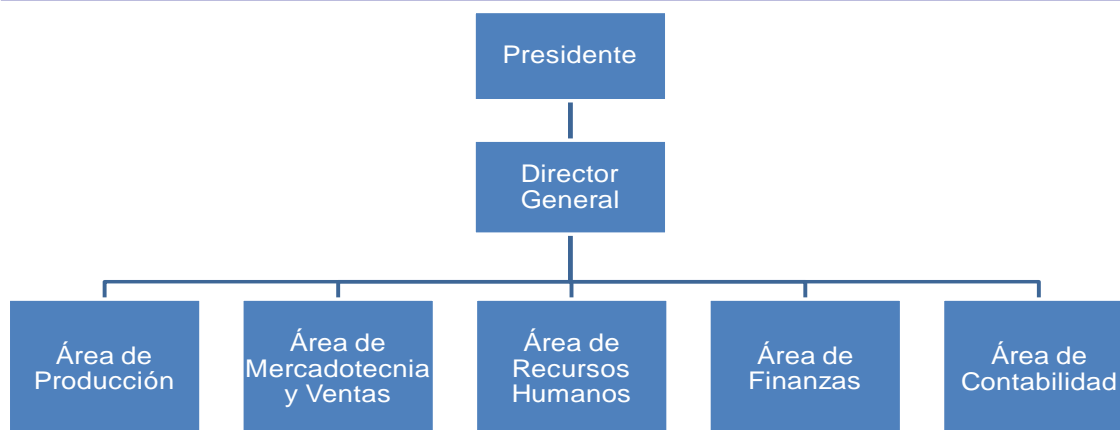 Presidente
Director
General
Área de
Producción
Área de
Mercadotecnia
y Ventas
Área de
Recursos
Humanos
Área de
Finanzas
Área de
Contabilidad